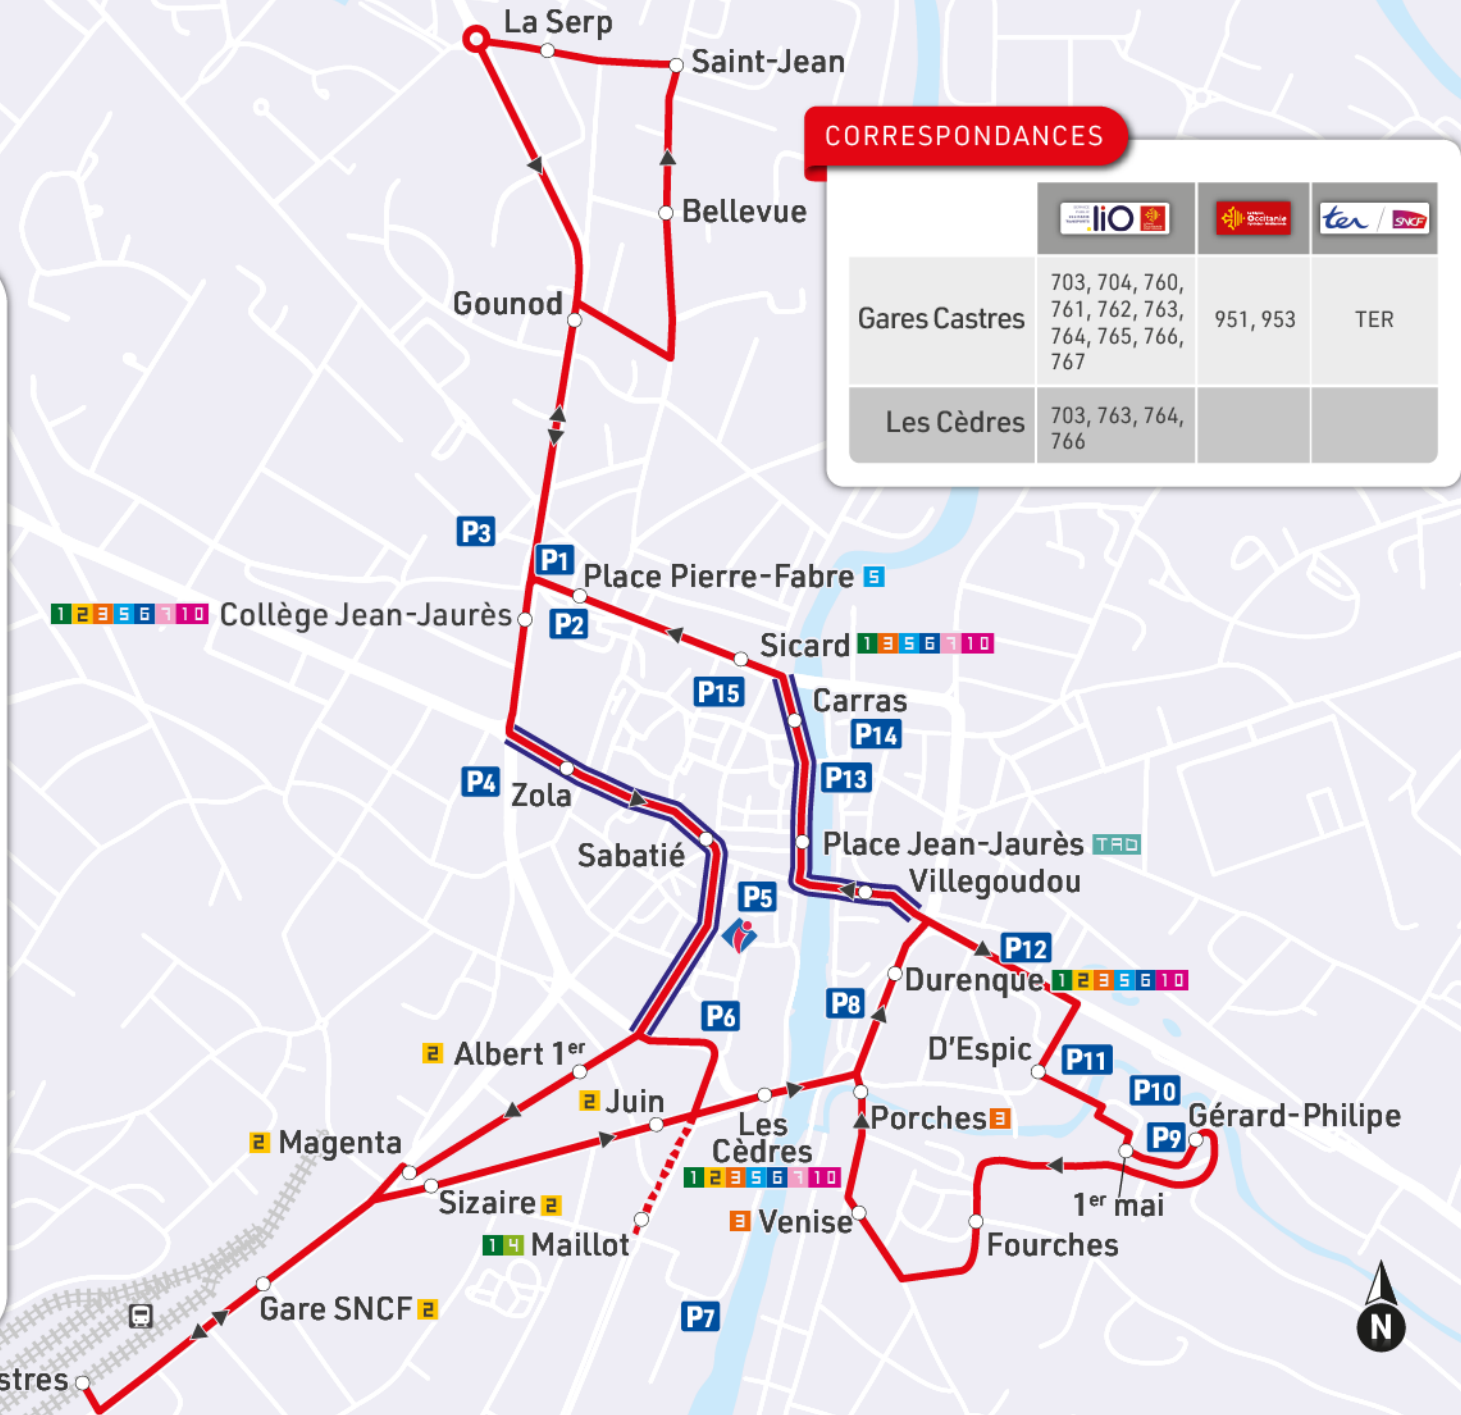 La Serp
Saint-Jean
CORRESPONDANCES
liO
Occitanie
ter / SNCF
Bellevue
Gounod
Gares Castres
703, 704, 760,
761, 762, 763,
764, 765, 766,
767
951, 953
TER
Les Cèdres
703, 763, 764,
766
P3
P1
Place Pierre-Fabre 5
1 2 3 5 6 7 10 Collège Jean-Jaurès
P2
Sicard 1 3 5 6 7 10
P15
Carras
P14
P4
Zola
P13
Sabatié
Place Jean-Jaurès TAD
Villegoudou
P5
P12
Durenque 1 2 3 5 6 10
P8
P6
2 Albert 1er
D'Espic
P11
2 Juin
P10
Les
Cèdres
1 2 3 5 6 7 10
Porches 3
Gérard-Philipe
P9
2 Magenta
Sizaire 2
1er mai
3 Venise
1 4 Maillot
Fourches
Gare SNCF 2
P7
N
stres